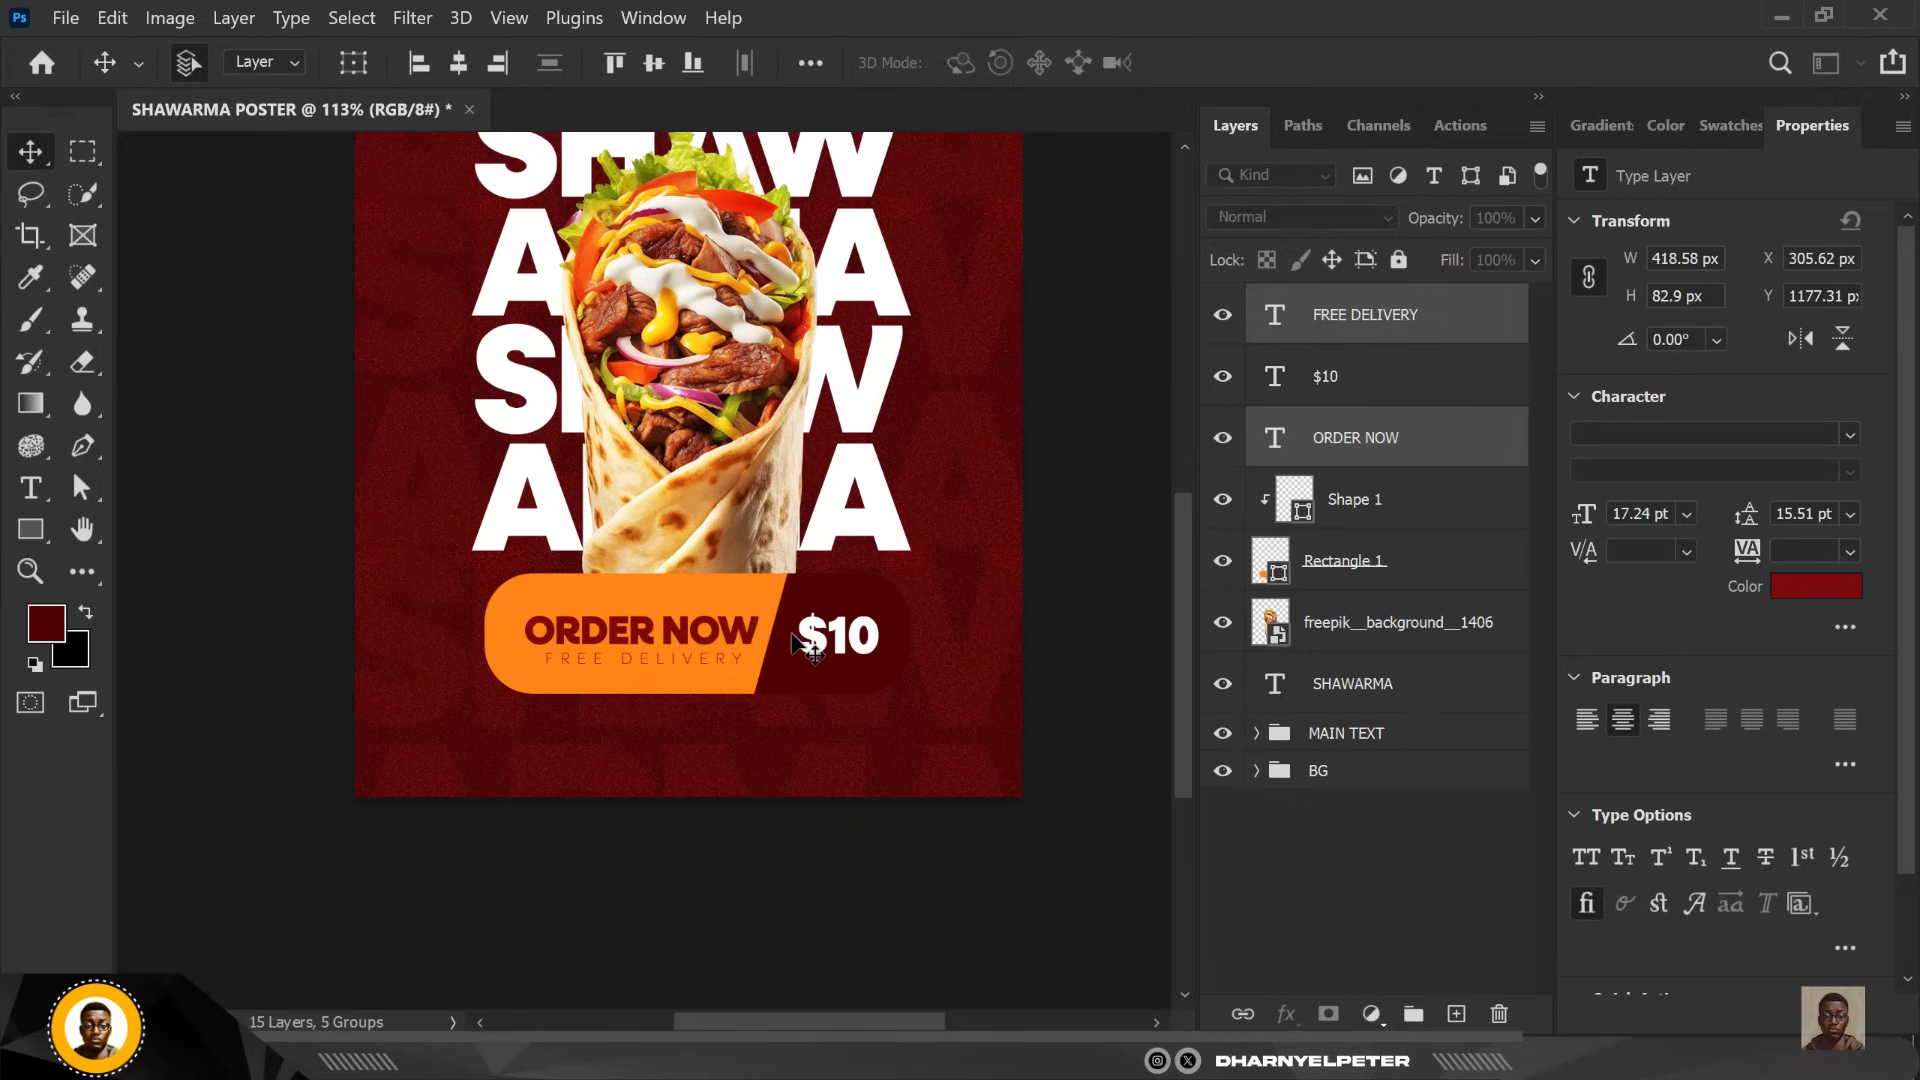 Ps File Edit Image Layer Type Select Filter 3D View Plugins Window Help
Layer
3D Mode:
SHAWARMA POSTER @ 113% (RGB/8#) * ×
SHAW
A A
S W
A A
ORDER NOW
FREE DELIVERY
$10
15 Layers, 5 Groups
Layers Paths Channels Actions
Kind
Normal Opacity: 100%
Lock: Fill: 100%
FREE DELIVERY
$10
ORDER NOW
Shape 1
Rectangle 1
freepik__background__1406
SHAWARMA
MAIN TEXT
BG
Gradient Color Swatches Properties
Type Layer
Transform
W 418.58 px X 305.62 px
H 82.9 px Y 1177.31 p
0.00°
Character
17.24 pt 15.51 pt
Color
Paragraph
Type Options
DHARNYELPETER